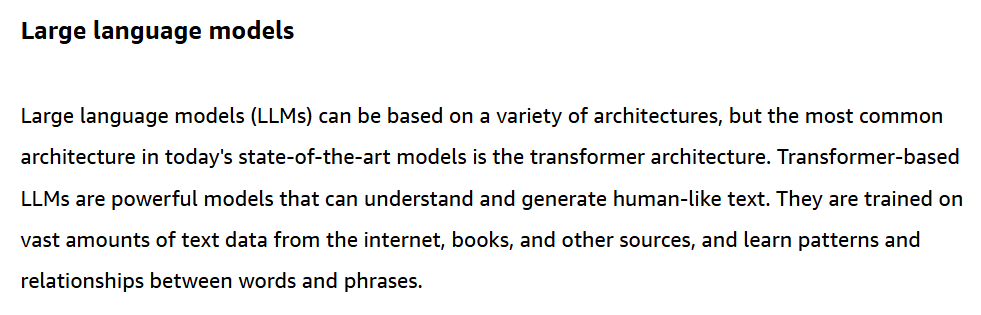 Large language models
Large language models (LLMs) can be based on a variety of architectures, but the most common
architecture in today's state-of-the-art models is the transformer architecture. Transformer-based
LLMs are powerful models that can understand and generate human-like text. They are trained on
vast amounts of text data from the internet, books, and other sources, and learn patterns and
relationships between words and phrases.